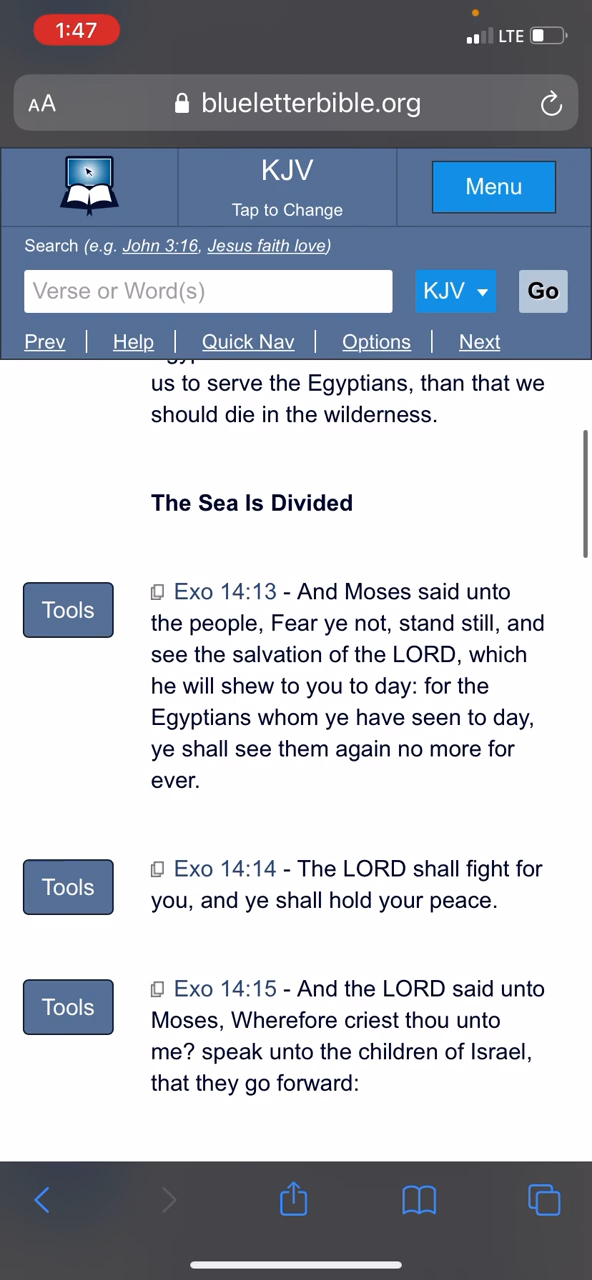 1:47
LTE
AA
blueletterbible.org
KJV
Tap to Change
Menu
Search (e.g. John 3:16, Jesus faith love)
Verse or Word(s)
KJV
Go
Prev | Help | Quick Nav | Options | Next
us to serve the Egyptians, than that we
should die in the wilderness.
The Sea Is Divided
Tools
Exo 14:13 - And Moses said unto
the people, Fear ye not, stand still, and
see the salvation of the LORD, which
he will shew to you to day: for the
Egyptians whom ye have seen to day,
ye shall see them again no more for
ever.
Tools
Exo 14:14 - The LORD shall fight for
you, and ye shall hold your peace.
Tools
Exo 14:15 - And the LORD said unto
Moses, Wherefore criest thou unto
me? speak unto the children of Israel,
that they go forward: